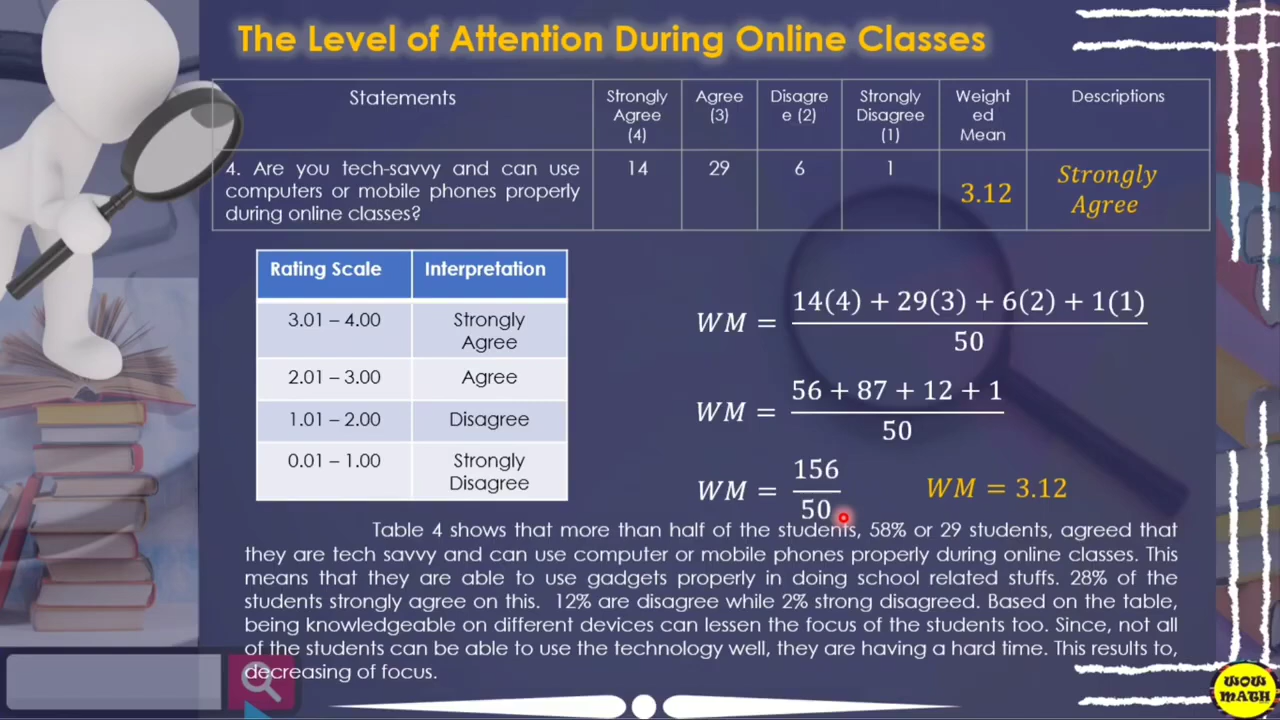 The Level of Attention During Online Classes
Statements
Strongly
Agree
(4)
Agree
(3)
Disagre
e (2)
Strongly
Disagree
(1)
Weight
ed
Mean
Descriptions
4. Are you tech-savvy and can use
computers or mobile phones properly
during online classes?
14
29
6
1
3.12
Strongly
Agree
Rating Scale
Interpretation
3.01 – 4.00
Strongly
Agree
2.01 – 3.00
Agree
1.01 – 2.00
Disagree
0.01 – 1.00
Strongly
Disagree
14(4) + 29(3) + 6(2) + 1(1)
WM =
50
56 + 87 + 12 + 1
WM =
50
156
WM =
50
WM = 3.12
Table 4 shows that more than half of the students, 58% or 29 students, agreed that
they are tech savvy and can use computer or mobile phones properly during online classes. This
means that they are able to use gadgets properly in doing school related stuffs. 28% of the
students strongly agree on this. 12% are disagree while 2% strong disagreed. Based on the table,
being knowledgeable on different devices can lessen the focus of the students too. Since, not all
of the students can be able to use the technology well, they are having a hard time. This results to,
decreasing of focus.
WOW
MATH